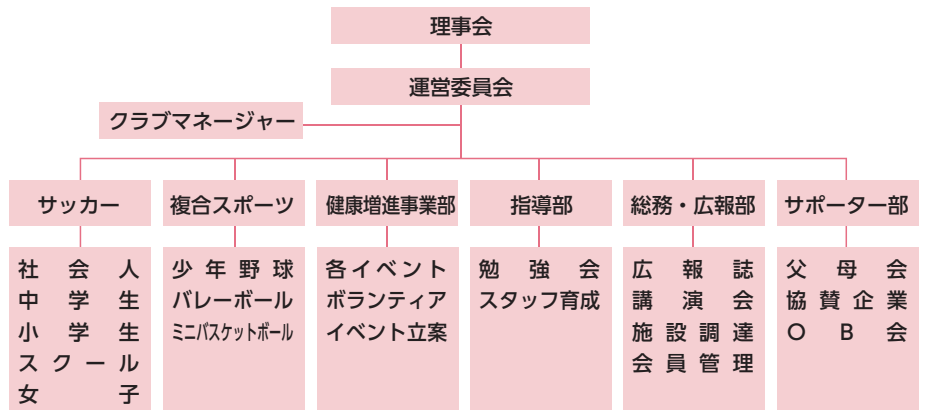 理事会
運営委員会
クラブマネージャー
サッカー
社会人
中学生
小学生
スクール
女子
複合スポーツ
少年野球
バレーボール
ミニバスケットボール
健康増進事業部
各イベント
ボランティア
イベント立案
指導部
勉強会
スタッフ育成
総務・広報部
広報誌
講演会
施設調達
会員管理
サポーター部
父母会
協賛企業
OB会